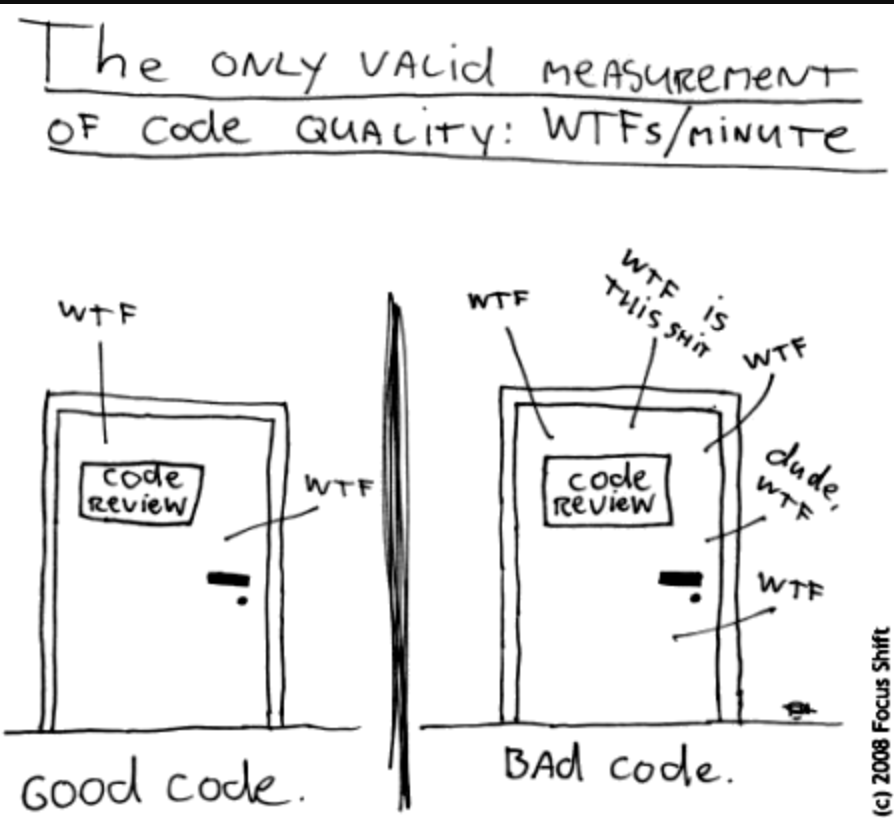 The ONLY VALid MEASUREMENT
OF Code QUALITY: WTFs/MINUTE
WTF
code
REVIEW
WTF
Good code.
WTF
WTF is
THis SHiT
WTF
code
REVIEW
dude,
WTF
WTF
BAd code.
(c) 2008 Focus Shift